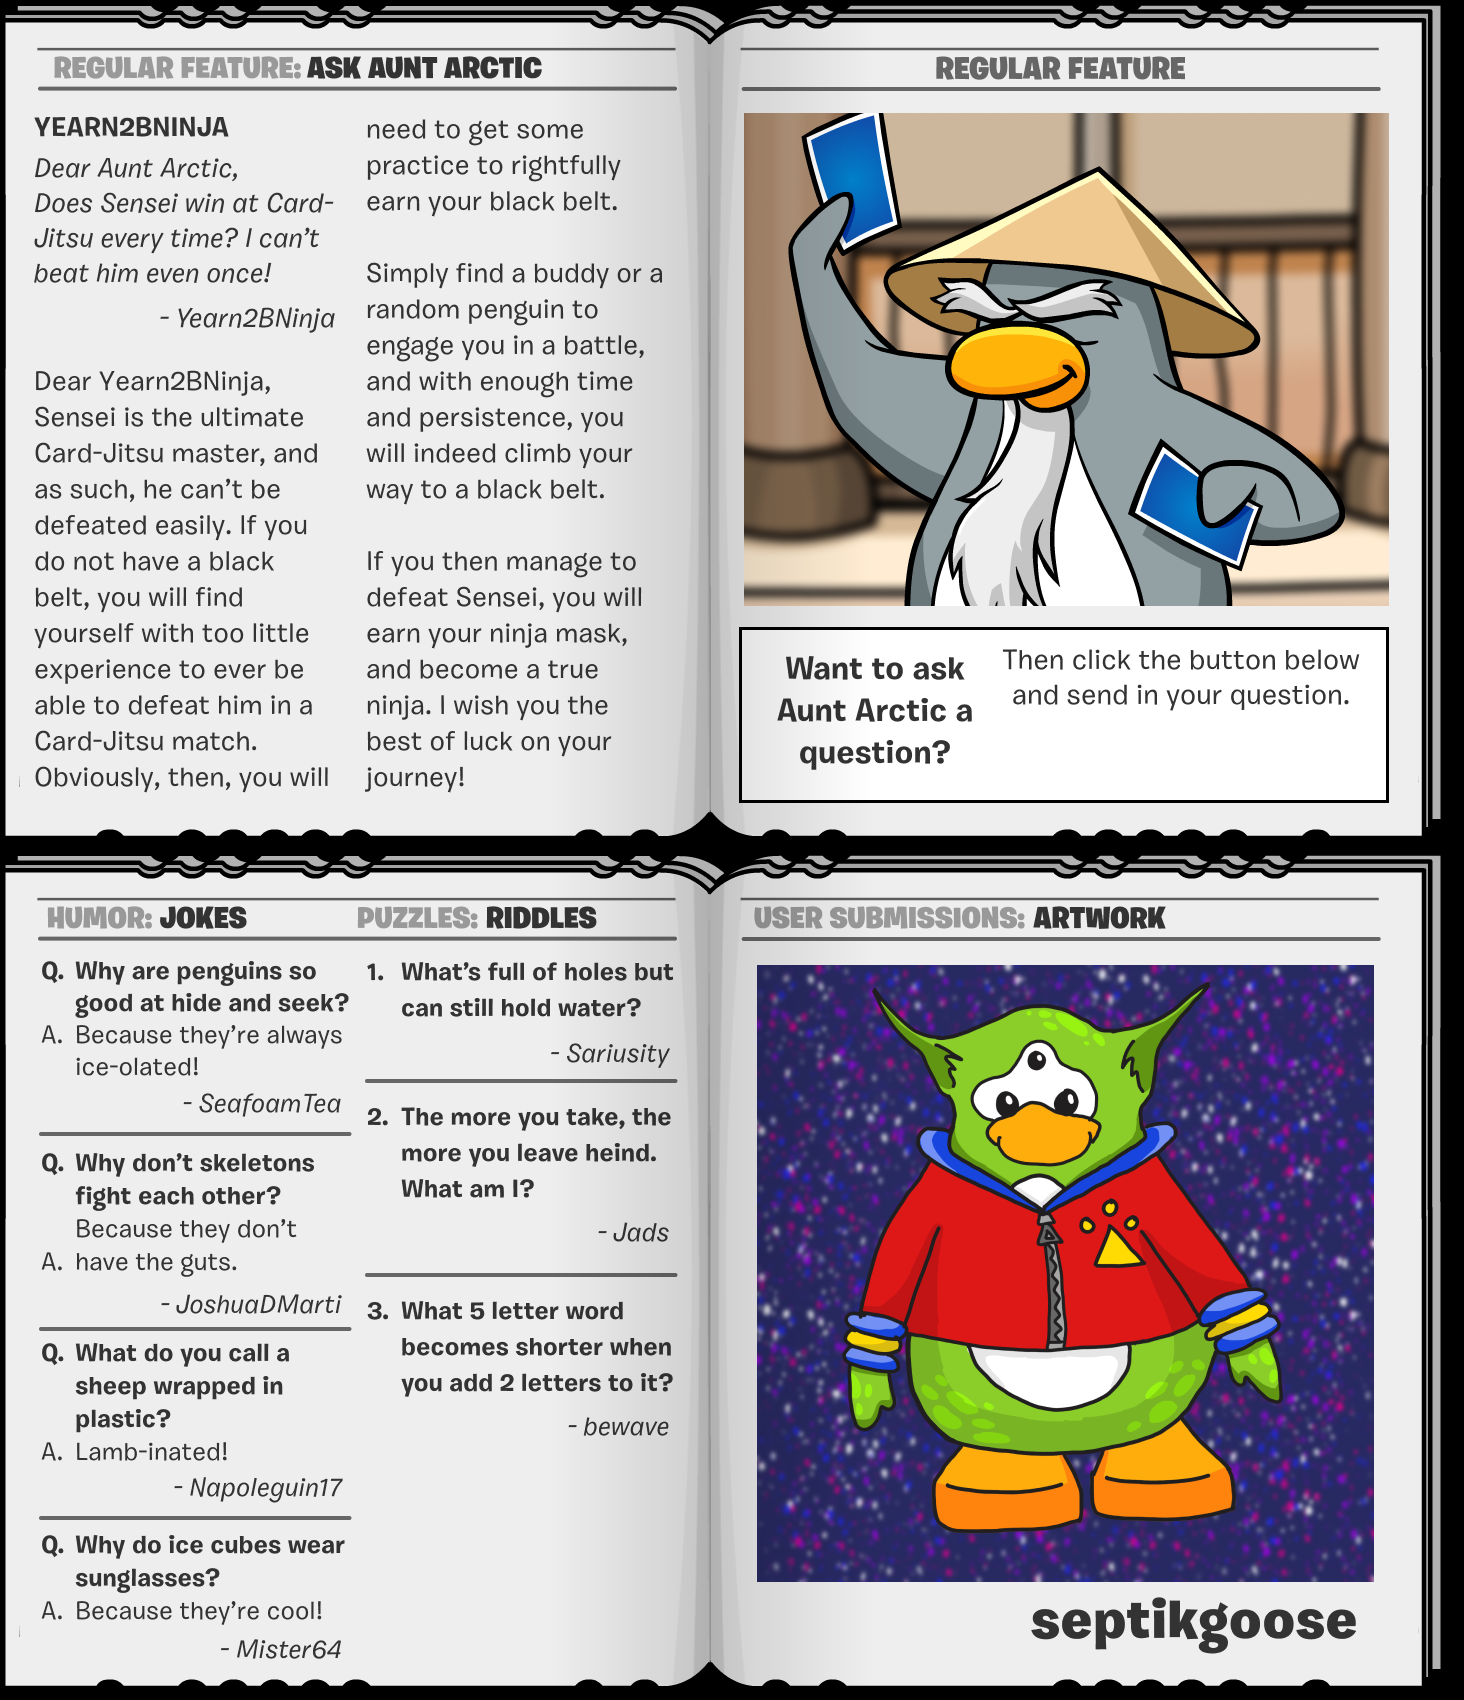 REGULAR FEATURE: ASK AUNT ARCTIC
YEARN2BNINJA
Dear Aunt Arctic,
Does Sensei win at Card-
Jitsu every time? I can't
beat him even once!
- Yearn2BNinja
Dear Yearn2BNinja,
Sensei is the ultimate
Card-Jitsu master, and
as such, he can't be
defeated easily. If you
do not have a black
belt, you will find
yourself with too little
experience to ever be
able to defeat him in a
Card-Jitsu match.
Obviously, then, you will
need to get some
practice to rightfully
earn your black belt.
Simply find a buddy or a
random penguin to
engage you in a battle,
and with enough time
and persistence, you
will indeed climb your
way to a black belt.
If you then manage to
defeat Sensei, you will
earn your ninja mask,
and become a true
ninja. I wish you the
best of luck on your
journey!
REGULAR FEATURE
Want to ask
Aunt Arctic a
question?
Then click the button below
and send in your question.
HUMOR: JOKES
Q. Why are penguins so
good at hide and seek?
A. Because they're always
ice-olated!
- SeafoamTea
Q. Why don't skeletons
fight each other?
Because they don't
A. have the guts.
- JoshuaDMarti
Q. What do you call a
sheep wrapped in
plastic?
A. Lamb-inated!
- Napoleguin17
Q. Why do ice cubes wear
sunglasses?
A. Because they're cool!
- Mister64
PUZZLES: RIDDLES
1. What's full of holes but
can still hold water?
- Sariusity
2. The more you take, the
more you leave heind.
What am I?
- Jads
3. What 5 letter word
becomes shorter when
you add 2 letters to it?
- bewave
USER SUBMISSIONS: ARTWORK
septikgoose